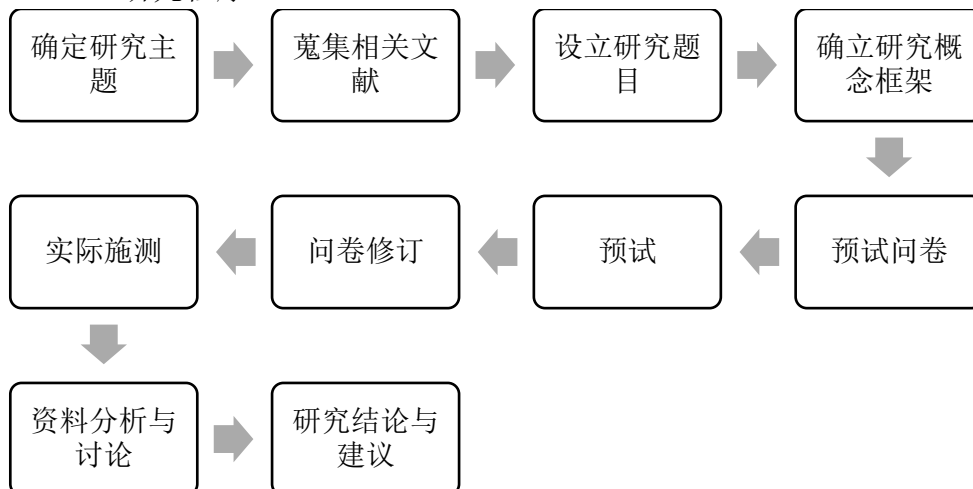 确定研究主
题
蒐集相关文
献
设立研究题
目
确立研究概
念框架
预试问卷
预试
问卷修订
实际施测
资料分析与
讨论
研究结论与
建议